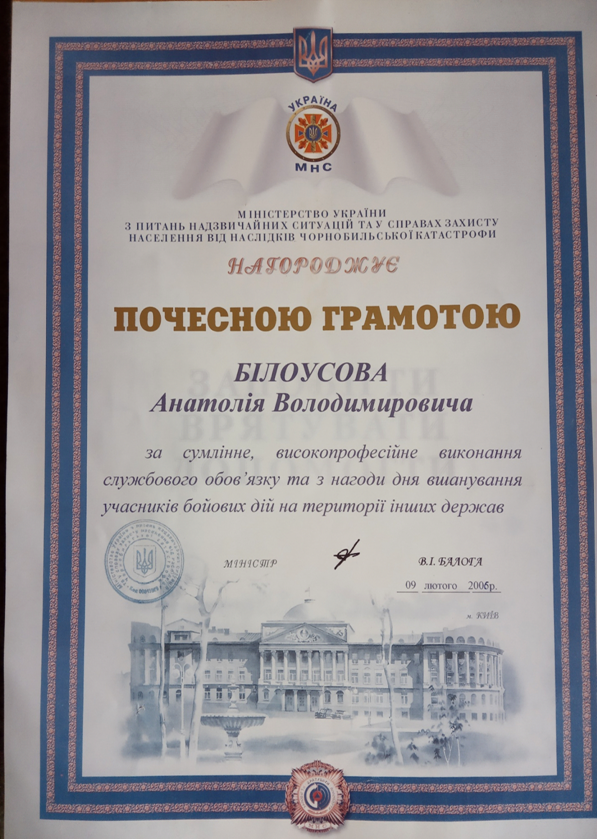 УКРАЇНА
МНС
МІНІСТЕРСТВО УКРАЇНИ
З ПИТАНЬ НАДЗВИЧАЙНИХ СИТУАЦІЙ ТА У СПРАВАХ ЗАХИСТУ
НАСЕЛЕННЯ ВІД НАСЛІДКІВ ЧОРНОБИЛЬСЬКОЇ КАТАСТРОФИ
НАГОРОДЖУЄ
ПОЧЕСНОЮ ГРАМОТОЮ
БІЛОУСОВА
Анатолія Володимировича
за сумлінне, високопрофесійне виконання
службового обов’язку та з нагоди дня вшанування
учасників бойових дій на території інших держав
МІНІСТР В.І. БАЛОГА
09 лютого
м. КИЇВ